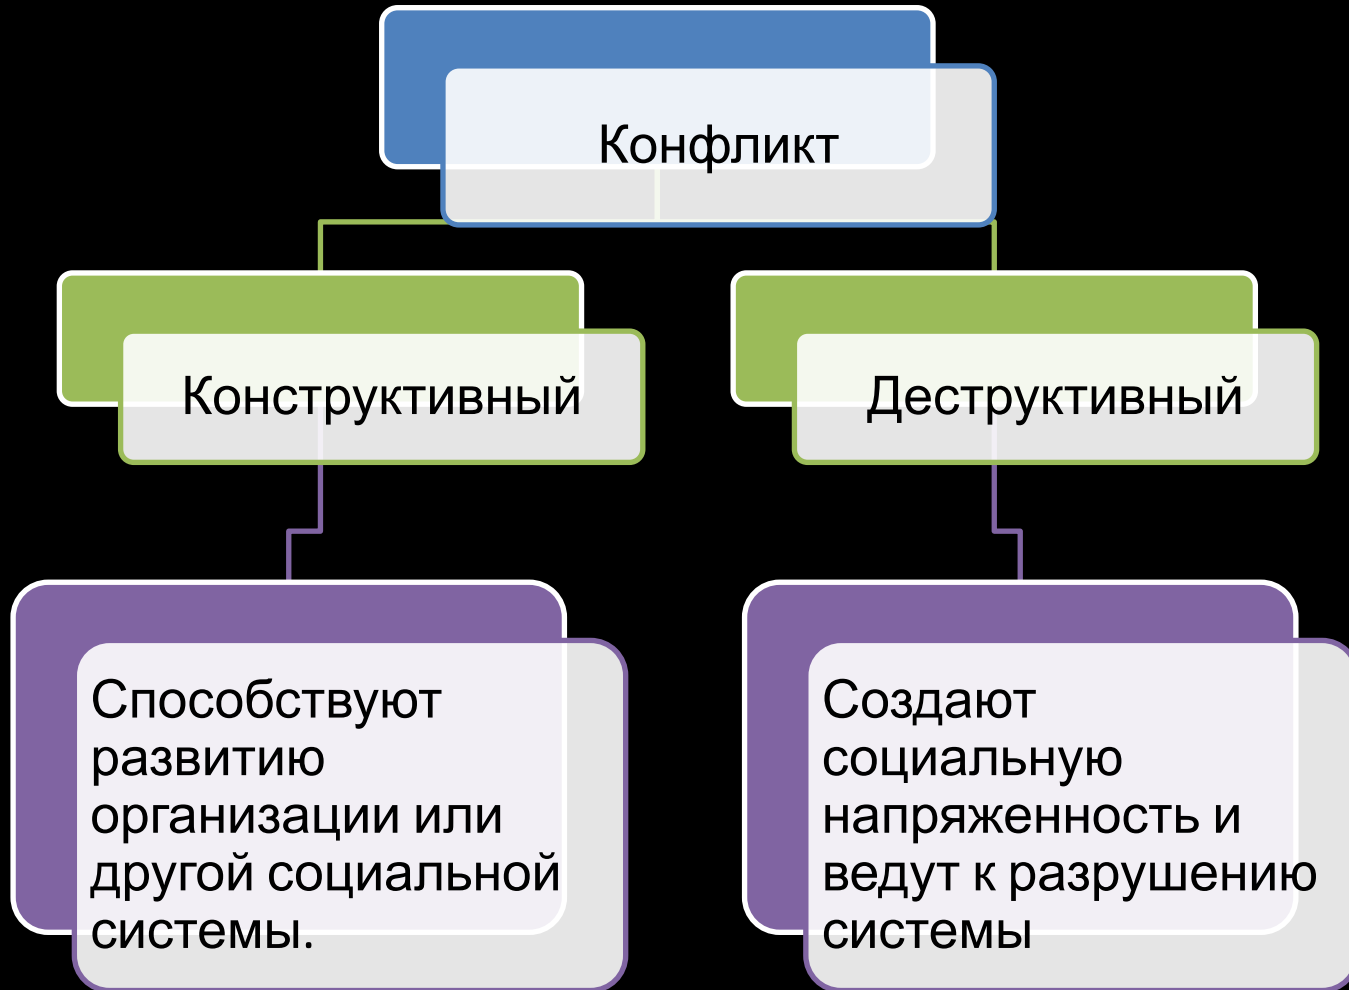 Конфликт
Конструктивный
Деструктивный
Способствуют
развитию
организации или
другой социальной
системы.
Создают
социальную
напряженность и
ведут к разрушению
системы